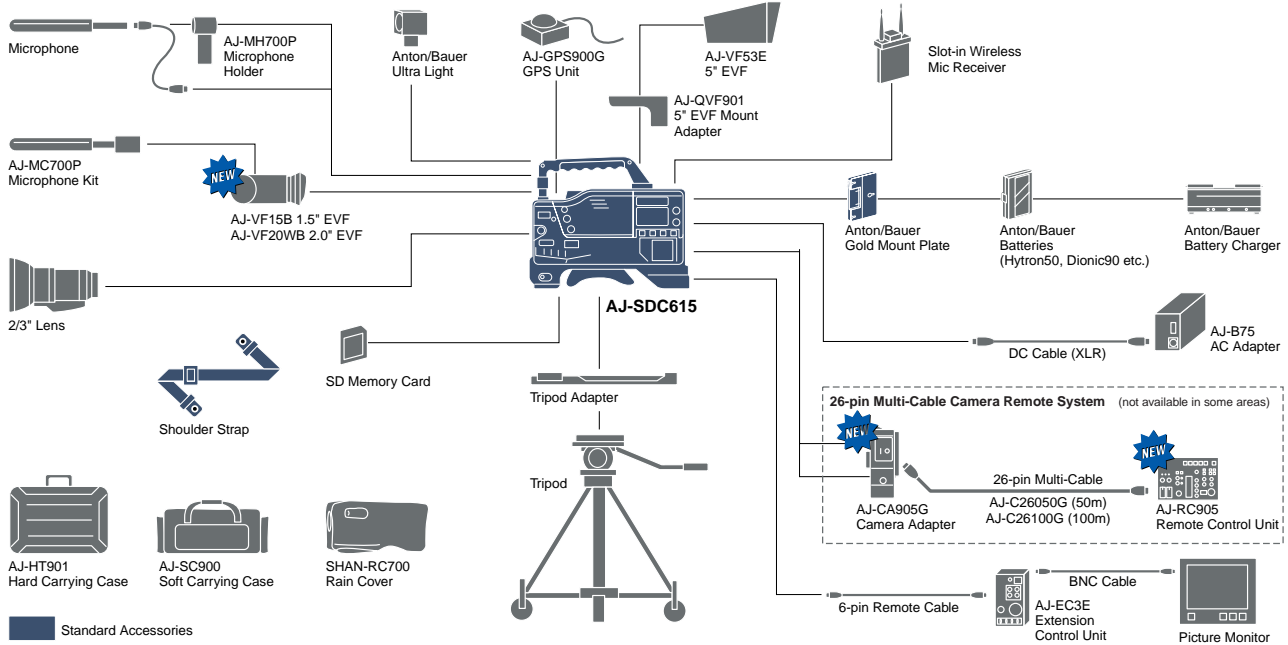 Microphone
AJ-MH700P
Microphone
Holder
Anton/Bauer
Ultra Light
AJ-GPS900G
GPS Unit
AJ-VF53E
5" EVF
Slot-in Wireless
Mic Receiver
AJ-QVF901
5" EVF Mount
Adapter
AJ-MC700P
Microphone Kit
NEW
AJ-VF15B 1.5" EVF
AJ-VF20WB 2.0" EVF
Anton/Bauer
Gold Mount Plate
Anton/Bauer
Batteries
(Hytron50, Dionic90 etc.)
Anton/Bauer
Battery Charger
2/3" Lens
AJ-SDC615
AJ-B75
AC Adapter
DC Cable (XLR)
SD Memory Card
Tripod Adapter
Shoulder Strap
26-pin Multi-Cable Camera Remote System (not available in some areas)
NEW
NEW
26-pin Multi-Cable
AJ-C26050G (50m)
AJ-C26100G (100m)
AJ-CA905G
Camera Adapter
AJ-RC905
Remote Control Unit
Tripod
AJ-HT901
Hard Carrying Case
AJ-SC900
Soft Carrying Case
SHAN-RC700
Rain Cover
6-pin Remote Cable
BNC Cable
AJ-EC3E
Extension
Control Unit
Picture Monitor
Standard Accessories